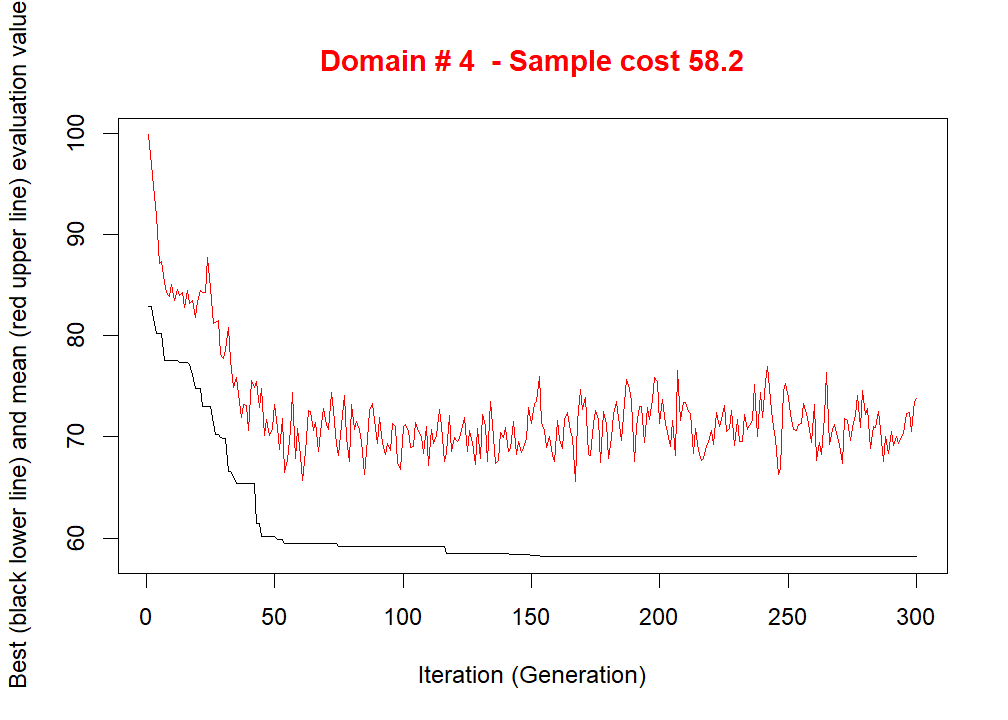 Domain # 4  - Sample cost 58.2
Best (black lower line) and mean (red upper line) evaluation value
100
90
80
70
60
0 50 100 150 200 250 300
Iteration (Generation)